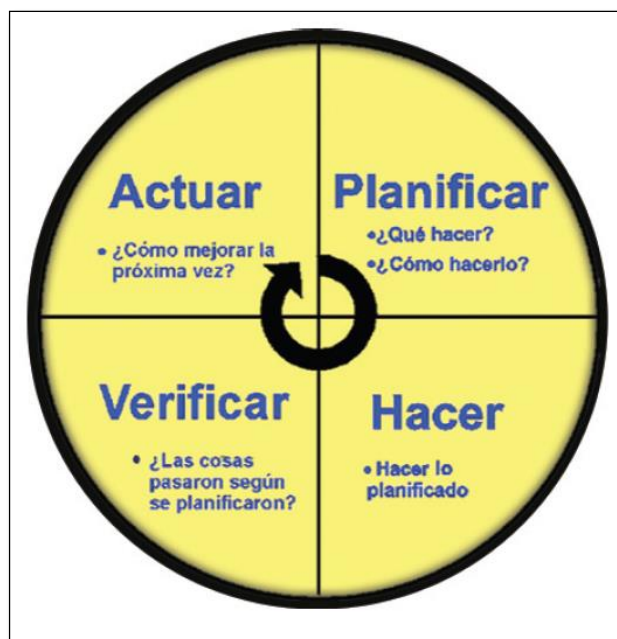 Actuar
• ¿Cómo mejorar la
próxima vez?
Planificar
•¿Qué hacer?
•¿Cómo hacerlo?
Verificar
• ¿Las cosas
pasaron según
se planificaron?
Hacer
• Hacer lo
planificado